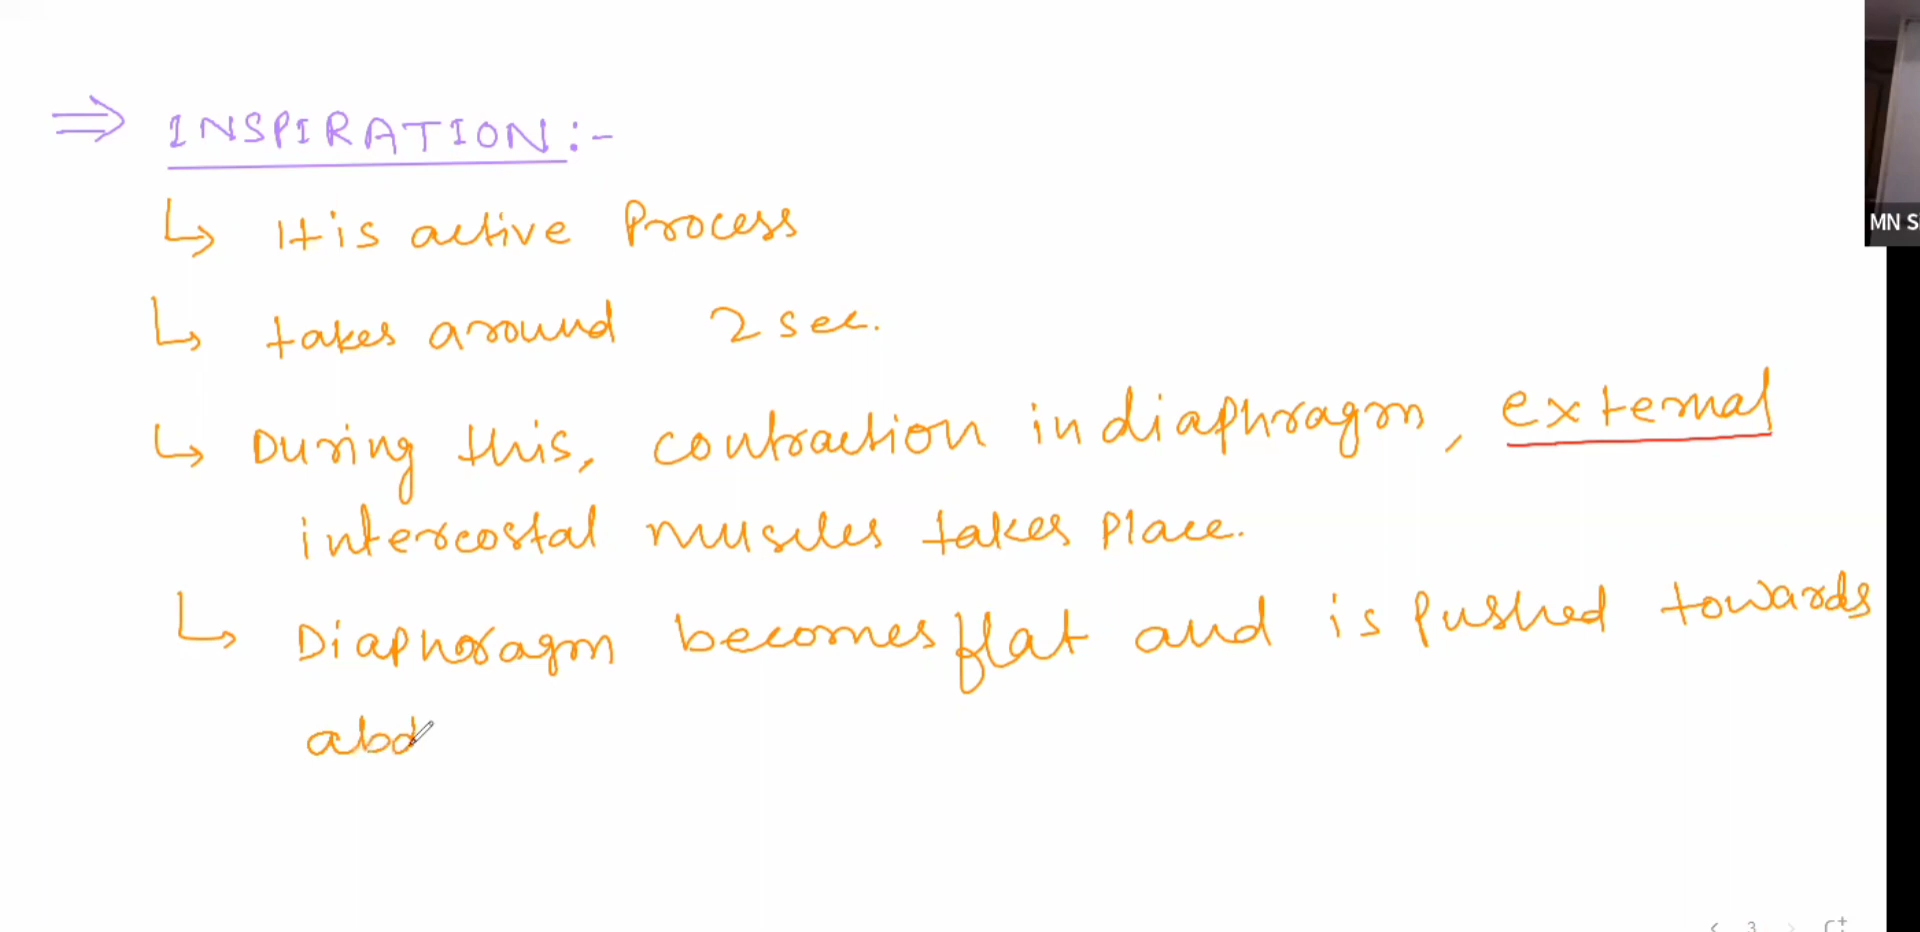 ⇒ INSPIRATION:-
↳ It is active Process
↳ takes around 2 sec.
↳ During this, contraction in diaphragm, external
intercostal muscles takes Place.
↳ Diaphragm becomes flat and is Pushed towards
abd
MN S
< 3 >